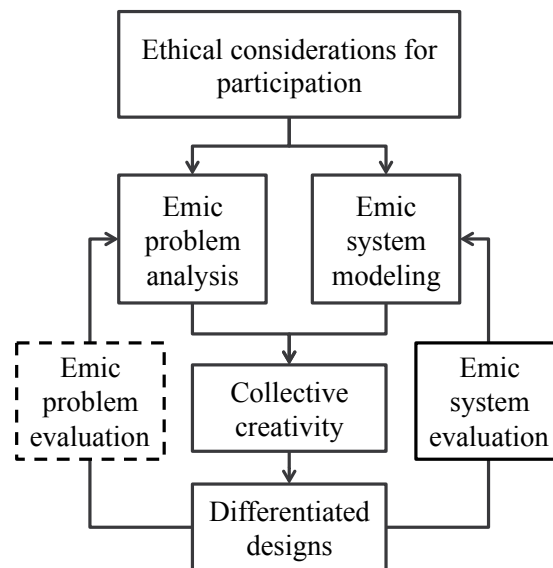 Ethical considerations for
participation
Emic
problem
analysis
Emic
system
modeling
Emic
problem
evaluation
Collective
creativity
Emic
system
evaluation
Differentiated
designs